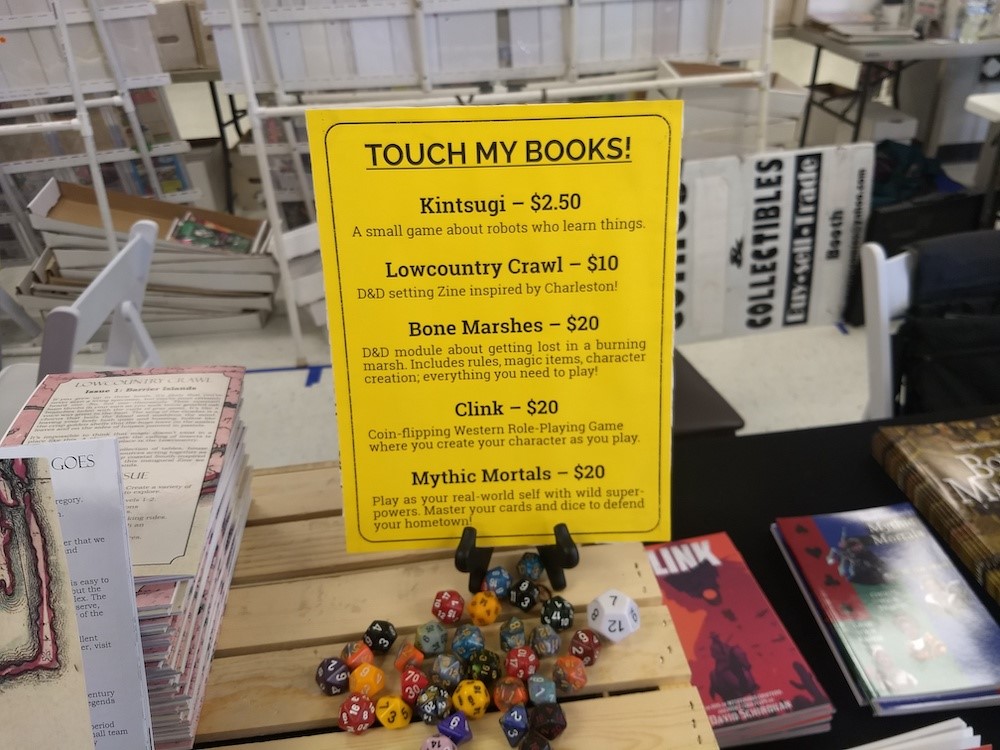 TOUCH MY BOOKS!
Kintsugi – $2.50
A small game about robots who learn things.
Lowcountry Crawl – $10
D&D setting Zine inspired by Charleston!
Bone Marshes – $20
D&D module about getting lost in a burning
marsh. Includes rules, magic items, character
creation; everything you need to play!
Clink – $20
Coin-flipping Western Role-Playing Game
where you create your character as you play.
Mythic Mortals – $20
Play as your real-world self with wild super-
powers. Master your cards and dice to defend
your hometown!
&
COLLECTIBLES
Buy-sell-Trade
Booth
LOWCOUNTRY CRAWL
Issue 1: Barrier Islands
GOES
LINK
DAVID SCHIRDUAN
Mythic
Mortals